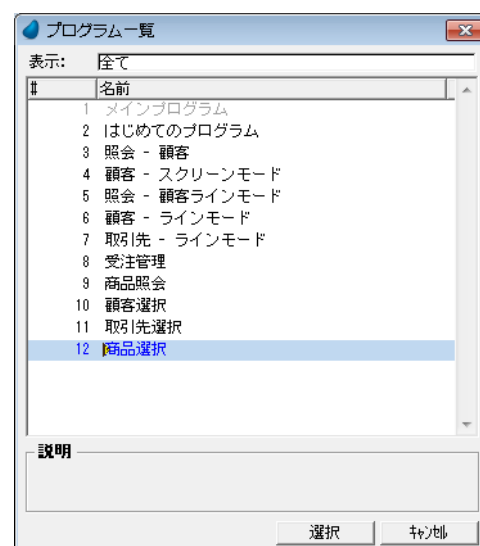 プログラム一覧
表示: 全て
# 名前
1 メインプログラム
2 はじめてのプログラム
3 照会 - 顧客
4 顧客 - スクリーンモード
5 照会 - 顧客ラインモード
6 顧客 - ラインモード
7 取引先 - ラインモード
8 受注管理
9 商品照会
10 顧客選択
11 取引先選択
12 商品選択
説明
選択 ｷｬﾝｾﾙ